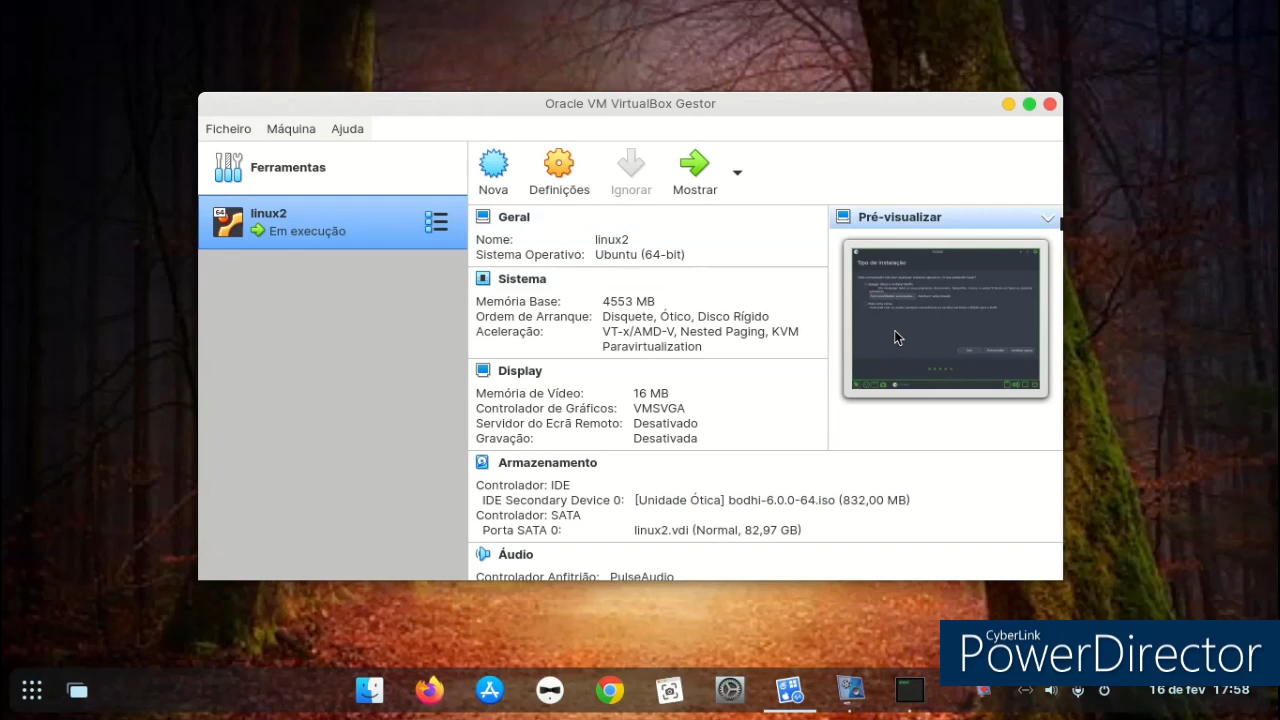 Oracle VM VirtualBox Gestor
Ficheiro Máquina Ajuda
Ferramentas
Nova Definições Ignorar Mostrar
64
linux2
Em execução
Geral
Nome: linux2
Sistema Operativo: Ubuntu (64-bit)
Sistema
Memória Base: 4553 MB
Ordem de Arranque: Disquete, Ótico, Disco Rígido
Aceleração: VT-x/AMD-V, Nested Paging, KVM
Paravirtualization
Display
Memória de Vídeo: 16 MB
Controlador de Gráficos: VMSVGA
Servidor do Ecrã Remoto: Desativado
Gravação: Desativada
Pré-visualizar
Tipo de instalação
Armazenamento
Controlador: IDE
IDE Secondary Device 0: [Unidade Ótica] bodhi-6.0.0-64.iso (832,00 MB)
Controlador: SATA
Porta SATA 0: linux2.vdi (Normal, 82,97 GB)
Áudio
Controlador Anfitrião: PulseAudio
CyberLink
PowerDirector
16 de fev 17:58